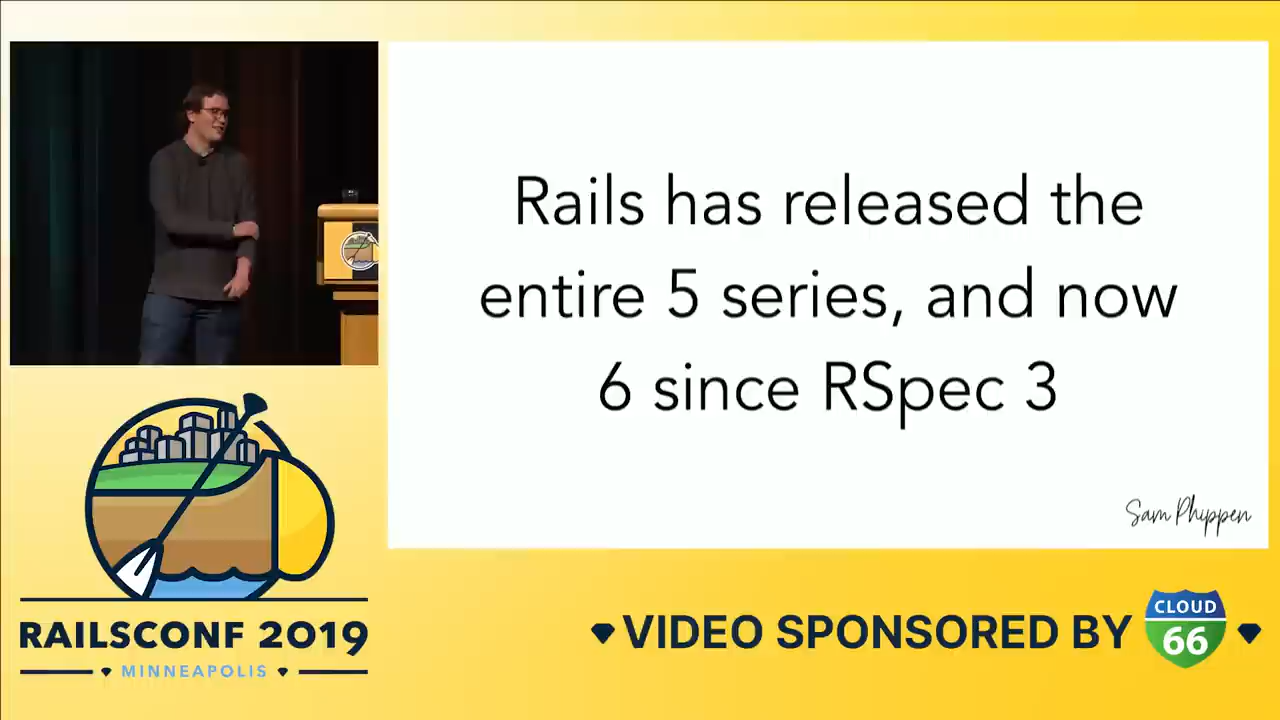 Rails has released the
entire 5 series, and now
6 since RSpec 3
Sam Phippen
RAILSCONF 2019
MINNEAPOLIS
VIDEO SPONSORED BY
CLOUD
66